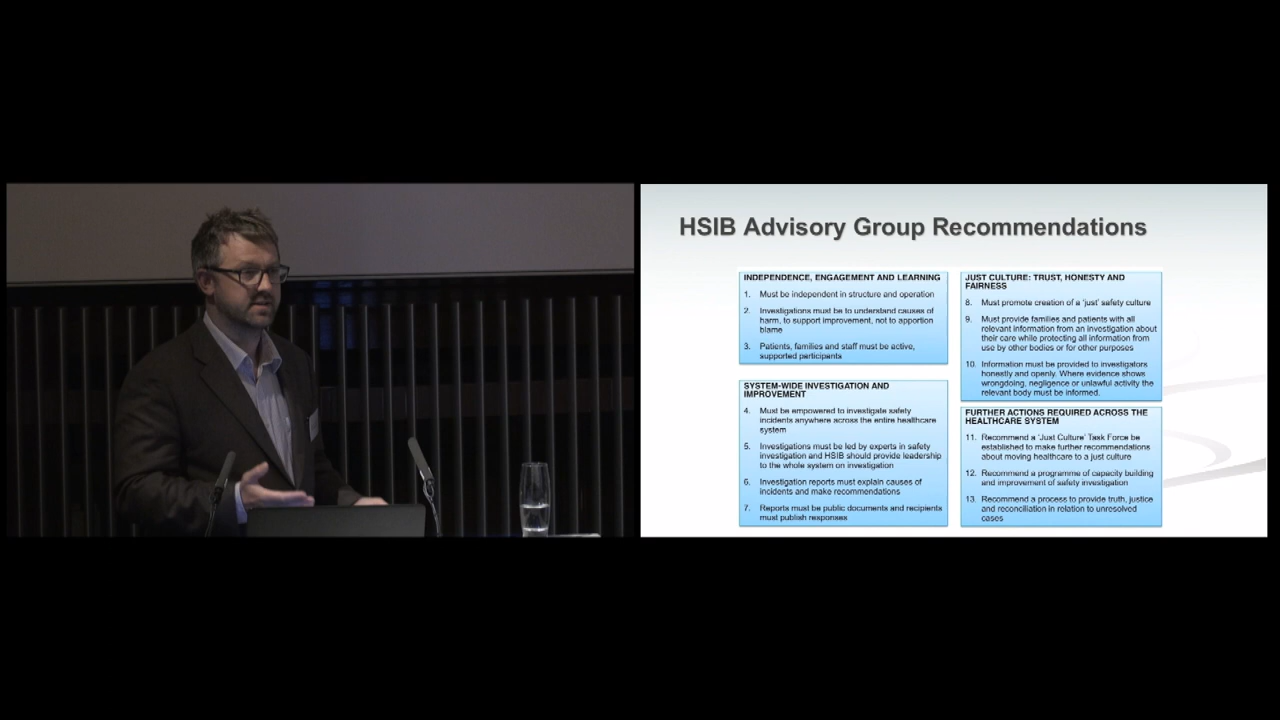 HSIB Advisory Group Recommendations
INDEPENDENCE, ENGAGEMENT AND LEARNING
1. Must be independent in structure and operation
2. Investigations must be to understand causes of
harm, to support improvement, not to apportion
blame
3. Patients, families and staff must be active,
supported participants
SYSTEM-WIDE INVESTIGATION AND
IMPROVEMENT
4. Must be empowered to investigate safety
incidents anywhere across the entire healthcare
system
5. Investigations must be led by experts in safety
investigation and HSIB should provide leadership
to the whole system on investigation
6. Investigation reports must explain causes of
incidents and make recommendations
7. Reports must be public documents and recipients
must publish responses
JUST CULTURE: TRUST, HONESTY AND
FAIRNESS
8. Must promote creation of a 'just' safety culture
9. Must provide families and patients with all
relevant information from an investigation about
their care while protecting all information from
use by other bodies or for other purposes
10. Information must be provided to investigators
honestly and openly. Where evidence shows
wrongdoing, negligence or unlawful activity the
relevant body must be informed.
FURTHER ACTIONS REQUIRED ACROSS THE
HEALTHCARE SYSTEM
11. Recommend a 'Just Culture' Task Force be
established to make further recommendations
about moving healthcare to a just culture
12. Recommend a programme of capacity building
and improvement of safety investigation
13. Recommend a process to provide truth, justice
and reconciliation in relation to unresolved
cases